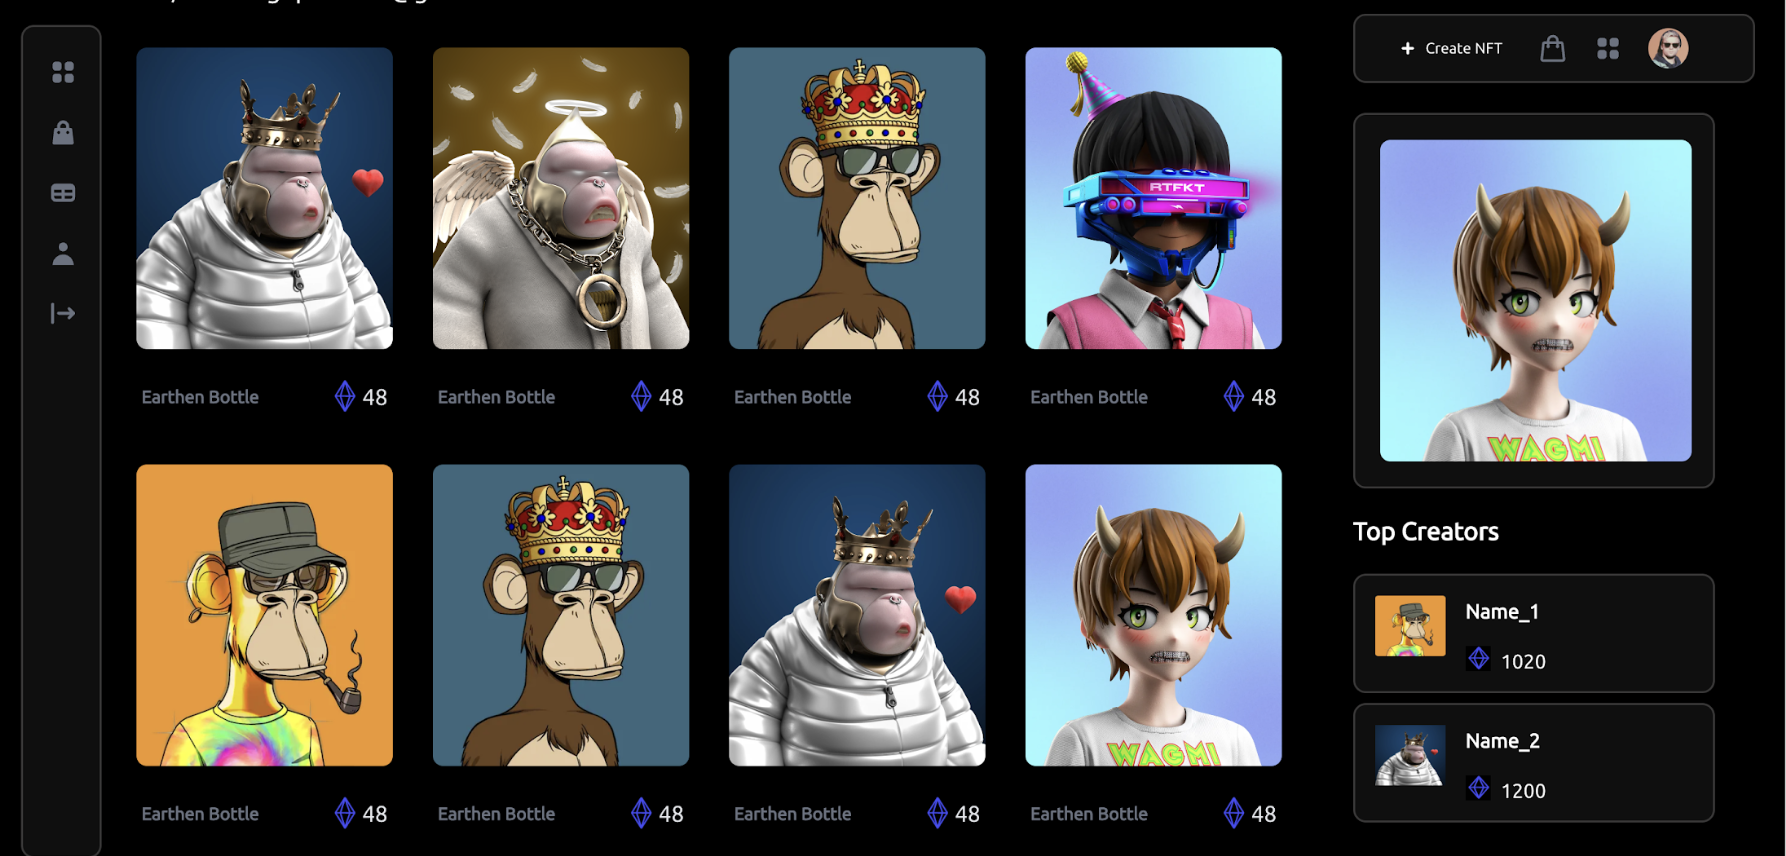 + Create NFT
RTFKT
Earthen Bottle 48
Earthen Bottle 48
Earthen Bottle 48
Earthen Bottle 48
WAGMI
Earthen Bottle 48
Earthen Bottle 48
Earthen Bottle 48
WAGMI
Earthen Bottle 48
Top Creators
Name_1
1020
Name_2
1200